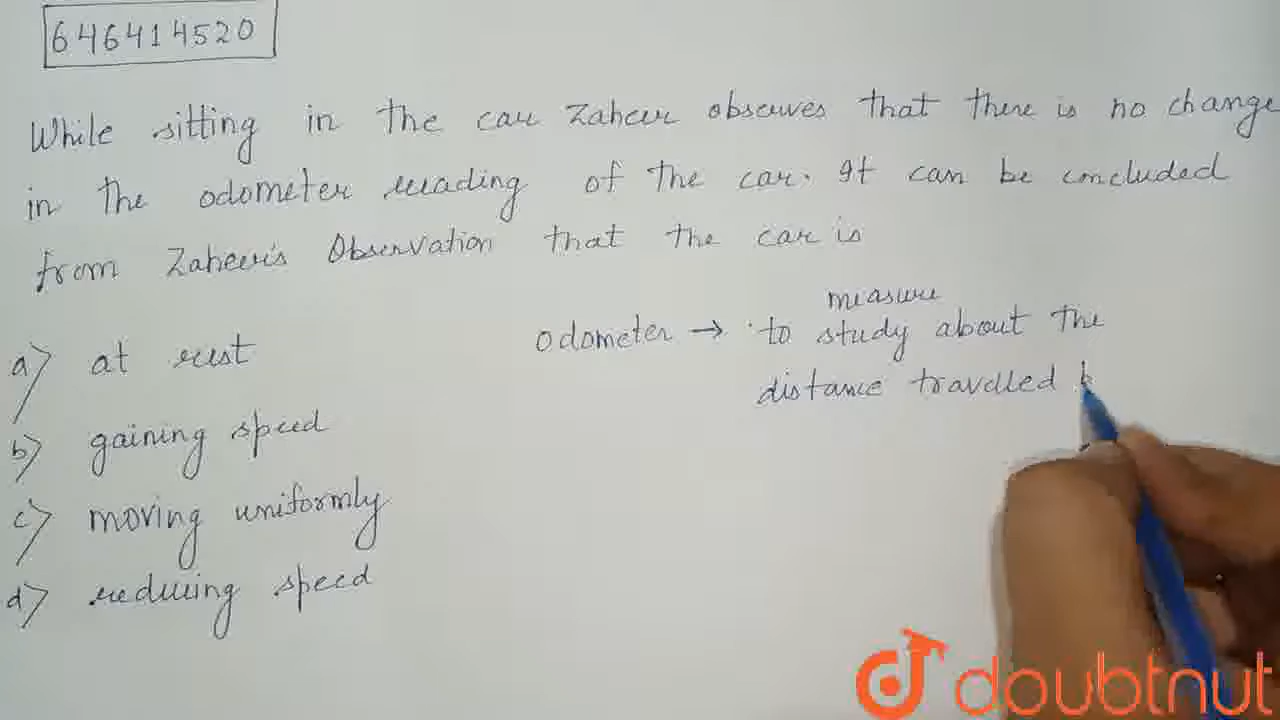 646414520
While sitting in the car Zaheer observes that there is no change
in the odometer reading of the car. It can be concluded
from Zaheer's Observation that the car is
a) at rest
b) gaining speed
c) moving uniformly
d) reducing speed
measure
odometer → to study about the
distance travelled b
doubtnut